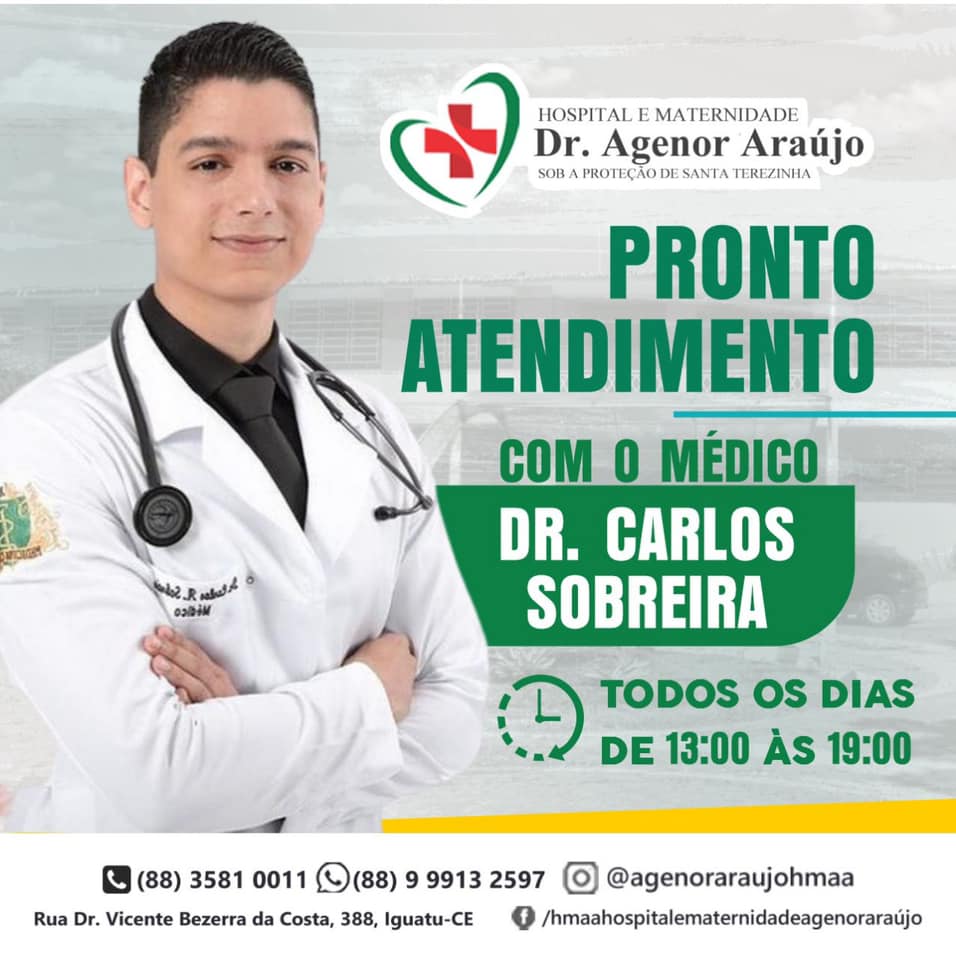 HOSPITAL E MATERNIDADE
Dr. Agenor Araújo
SOB A PROTEÇÃO DE SANTA TEREZINHA
PRONTO
ATENDIMENTO
COM O MÉDICO
DR. CARLOS
SOBREIRA
TODOS OS DIAS
DE 13:00 ÀS 19:00
Médico
(88) 3581 0011 (88) 9 9913 2597 @agenoraraujohmaa
Rua Dr. Vicente Bezerra da Costa, 388, Iguatu-CE /hmaahospitalematernidadeagenoraraújo